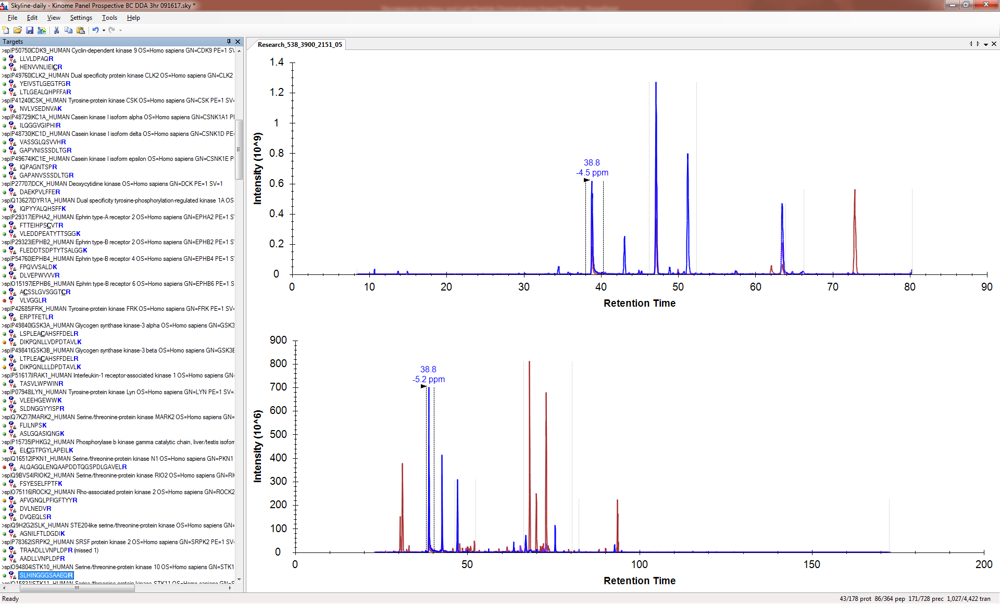 Skyline-daily - Kinome Panel Prospective BC DDA 3hr 091617.sky *
File Edit View Settings Tools Help
Targets
>sp|P50750|CDK9_HUMAN Cyclin-dependent kinase 9 OS=Homo sapiens GN=CDK9 PE=1 SV
LLVLDPAQR
HENVVNLIEICR
>sp|P49760|CLK2_HUMAN Dual specificity protein kinase CLK2 OS=Homo sapiens GN=CLK2
YEIVSTLGEGTFGR
LTLGEALQHPFFAR
>sp|P41240|CSK_HUMAN Tyrosine-protein kinase CSK OS=Homo sapiens GN=CSK PE=1 SV=
NVLVSEDNVAK
>sp|P48729|KC1A_HUMAN Casein kinase I isoform alpha OS=Homo sapiens GN=CSNK1A1 PE
ILQGGVGIPHIR
>sp|P48730|KC1D_HUMAN Casein kinase I isoform delta OS=Homo sapiens GN=CSNK1D PE=
VASSGLQSVVHR
GAPVNISSSDLTGR
>sp|P49674|KC1E_HUMAN Casein kinase I isoform epsilon OS=Homo sapiens GN=CSNK1E P
IQPAGNTSPR
GAPANVSSSDLTGR
>sp|P27707|DCK_HUMAN Deoxycytidine kinase OS=Homo sapiens GN=DCK PE=1 SV=1
DAEKPVLFFER
>sp|Q13627|DYR1A_HUMAN Dual specificity tyrosine-phosphorylation-regulated kinase 1A OS
IQPYYALQHSFFK
>sp|P29317|EPHA2_HUMAN Ephrin type-A receptor 2 OS=Homo sapiens GN=EPHA2 PE=1 S
FTTEIHPSCVTR
VLEDDPEATYTTSGGK
>sp|P29323|EPHB2_HUMAN Ephrin type-B receptor 2 OS=Homo sapiens GN=EPHB2 PE=1 S
FLEDDTSDPTYTSALGGK
>sp|P54760|EPHB4_HUMAN Ephrin type-B receptor 4 OS=Homo sapiens GN=EPHB4 PE=1 S
FPQVVSALDK
DLVEPWVVVR
>sp|O15197|EPHB6_HUMAN Ephrin type-B receptor 6 OS=Homo sapiens GN=EPHB6 PE=1 S
ACSSLGVSGGTCR
VLVGGLR
>sp|P42685|FRK_HUMAN Tyrosine-protein kinase FRK OS=Homo sapiens GN=FRK PE=1 SV=
ERPTFETLR
>sp|P49840|GSK3A_HUMAN Glycogen synthase kinase-3 alpha OS=Homo sapiens GN=GSK3
LSPLEACAHSFFDELR
DIKPQNLLVDPDTAVLK
>sp|P49841|GSK3B_HUMAN Glycogen synthase kinase-3 beta OS=Homo sapiens GN=GSK3B
LTPLEACAHSFFDELR
DIKPQNLLLDPDTAVLK
>sp|P51617|IRAK1_HUMAN Interleukin-1 receptor-associated kinase 1 OS=Homo sapiens GN=
TASVLWPWINR
>sp|P07948|LYN_HUMAN Tyrosine-protein kinase Lyn OS=Homo sapiens GN=LYN PE=1 SV=
VLEEHGEWWK
SLDNGGYYISPR
>sp|Q7KZI7|MARK2_HUMAN Serine/threonine-protein kinase MARK2 OS=Homo sapiens GN=
FLILNPSK
ASLGQASIQNGK
>sp|P15735|PHKG2_HUMAN Phosphorylase b kinase gamma catalytic chain, liver/testis isofom
ELCGTPGYLAPEILK
>sp|Q16512|PKN1_HUMAN Serine/threonine-protein kinase N1 OS=Homo sapiens GN=PKN1
ALQAGQLENQAAPDDTQGSPDLGAVELR
>sp|Q9BVS4|RIOK2_HUMAN Serine/threonine-protein kinase RIO2 OS=Homo sapiens GN=RI
FSYESELFPTFK
>sp|O75116|ROCK2_HUMAN Rho-associated protein kinase 2 OS=Homo sapiens GN=ROCK2
AFVGNQLPFIGFTYYR
DVLNEDVR
DVQEQLSR
>sp|Q9H2G2|SLK_HUMAN STE20-like serine/threonine-protein kinase OS=Homo sapiens GN=
AGNILFTLDGDIK
>sp|P78362|SRPK2_HUMAN SRSF protein kinase 2 OS=Homo sapiens GN=SRPK2 PE=1 SV=
TRAADLLVNPLDPR (missed 1)
AADLLVNPLDPR
>sp|O94804|STK10_HUMAN Serine/threonine-protein kinase 10 OS=Homo sapiens GN=STK1
SLHINGGGSAAEQR
>sp|Q15831|STK11_HUMAN Serine/threonine-protein kinase STK11 OS=Homo sapiens GN=S
Research_538_3900_2151_05
1.4
1.2
1
0.8
0.6
0.4
0.2
0
Intensity (10^9)
38.8
-4.5 ppm
0 10 20 30 40 50 60 70 80 90
Retention Time
900
800
700
600
500
400
300
200
100
0
Intensity (10^6)
38.8
-5.2 ppm
0 50 100 150 200
Retention Time
Ready
43/178 prot 86/364 pep 171/728 prec 1,027/4,422 tran